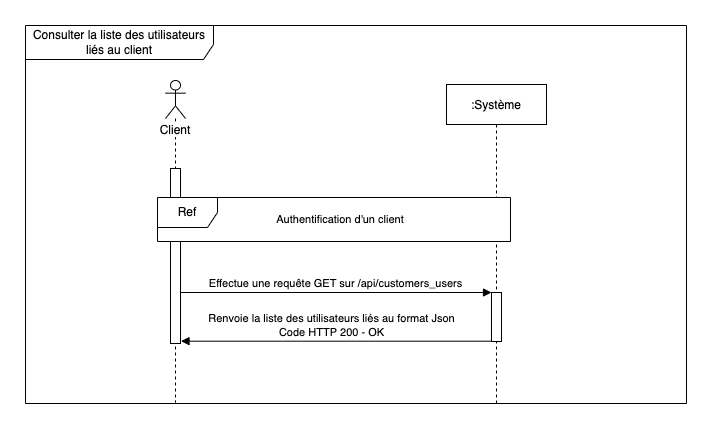 Consulter la liste des utilisateurs
liés au client
Client
:Système
Ref
Authentification d'un client
Effectue une requête GET sur /api/customers_users
Renvoie la liste des utilisateurs liés au format Json
Code HTTP 200 - OK